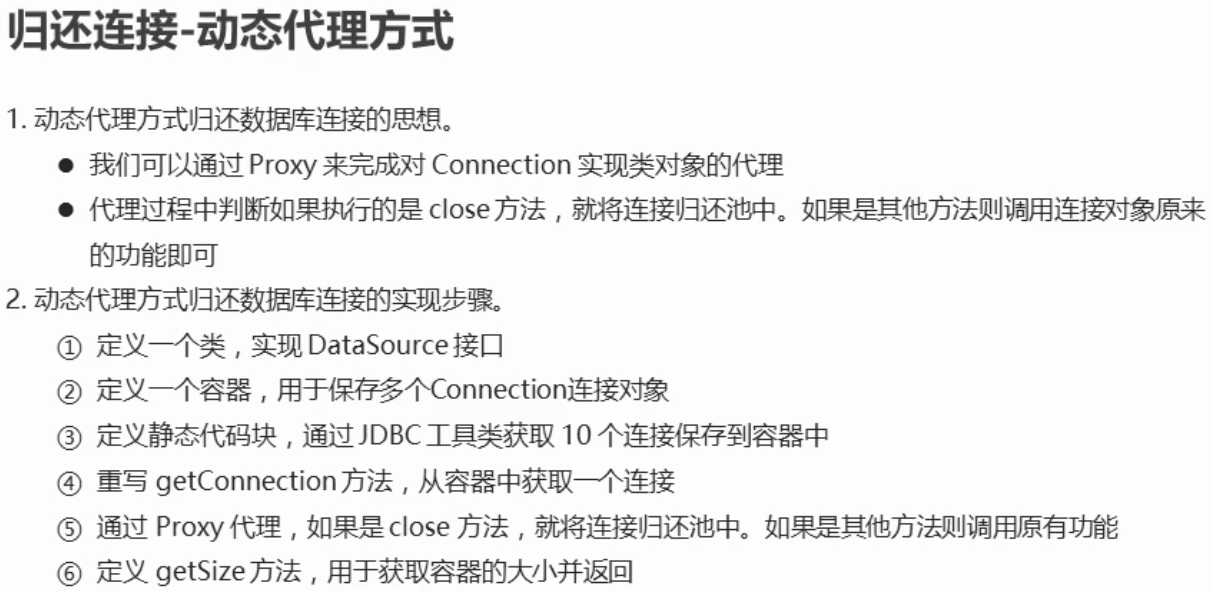 归还连接-动态代理方式
1. 动态代理方式归还数据库连接的思想。
● 我们可以通过 Proxy 来完成对 Connection 实现类对象的代理
● 代理过程中判断如果执行的是 close 方法，就将连接归还池中。如果是其他方法则调用连接对象原来
的功能即可
2. 动态代理方式归还数据库连接的实现步骤。
① 定义一个类，实现 DataSource 接口
② 定义一个容器，用于保存多个Connection连接对象
③ 定义静态代码块，通过 JDBC 工具类获取 10 个连接保存到容器中
④ 重写 getConnection 方法，从容器中获取一个连接
⑤ 通过 Proxy 代理，如果是 close 方法，就将连接归还池中。如果是其他方法则调用原有功能
⑥ 定义 getSize 方法，用于获取容器的大小并返回